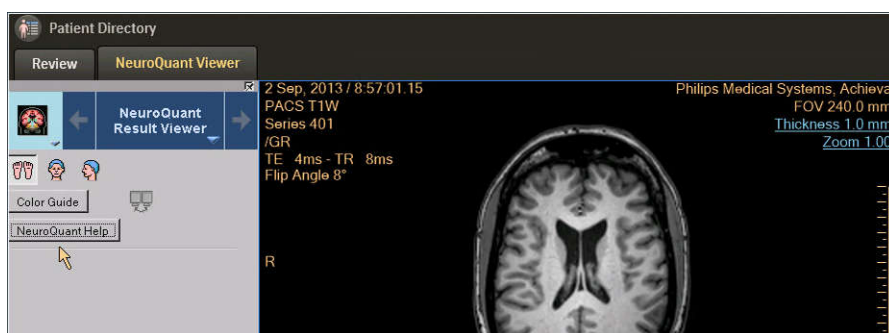 Patient Directory
Review
NeuroQuant Viewer
NeuroQuant
Result Viewer
Color Guide
NeuroQuant Help
2 Sep, 2013 / 8:57:01.15
PACS T1W
Series 401
/GR
TE 4ms - TR 8ms
Flip Angle 8°
R
Philips Medical Systems, Achieva
FOV 240.0 mm
Thickness 1.0 mm
Zoom 1.00